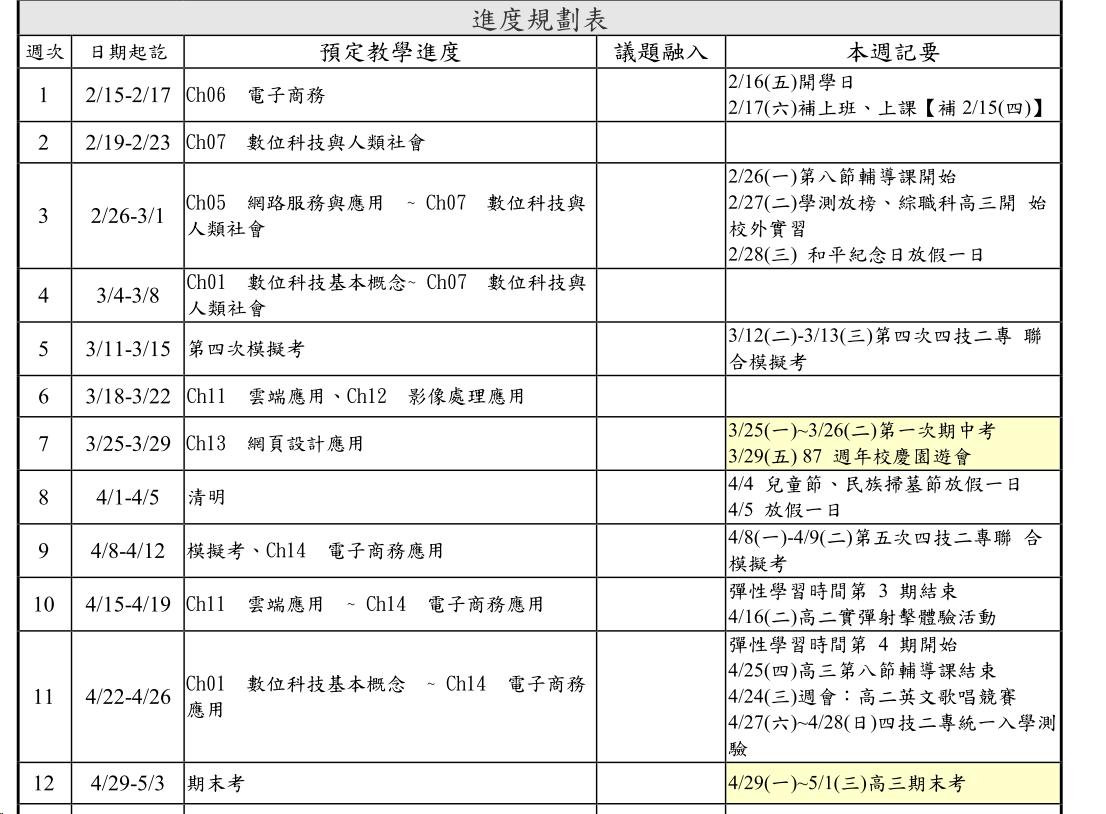 進度規劃表
週次 日期起訖 預定教學進度 議題融入 本週記要
1 2/15-2/17 Ch06 電子商務
2/16(五)開學日
2/17(六)補上班、上課【補 2/15(四)】
2 2/19-2/23 Ch07 數位科技與人類社會
3 2/26-3/1
Ch05 網路服務與應用 ~ Ch07 數位科技與
人類社會
2/26(一)第八節輔導課開始
2/27(二)學測放榜、綜職科高三開 始
校外實習
2/28(三) 和平紀念日放假一日
4 3/4-3/8
Ch01 數位科技基本概念~ Ch07 數位科技與
人類社會
5 3/11-3/15 第四次模擬考
3/12(二)-3/13(三)第四次四技二專 聯
合模擬考
6 3/18-3/22 Ch11 雲端應用、Ch12 影像處理應用
7 3/25-3/29 Ch13 網頁設計應用
3/25(一)~3/26(二)第一次期中考
3/29(五) 87 週年校慶園遊會
8 4/1-4/5 清明
4/4 兒童節、民族掃墓節放假一日
4/5 放假一日
9 4/8-4/12 模擬考、Ch14 電子商務應用
4/8(一)-4/9(二)第五次四技二專聯 合
模擬考
10 4/15-4/19 Ch11 雲端應用 ~ Ch14 電子商務應用
彈性學習時間第 3 期結束
4/16(二)高二實彈射擊體驗活動
11 4/22-4/26
Ch01 數位科技基本概念 ~ Ch14 電子商務
應用
彈性學習時間第 4 期開始
4/25(四)高三第八節輔導課結束
4/24(三)週會：高二英文歌唱競賽
4/27(六)~4/28(日)四技二專統一入學測
驗
12 4/29-5/3 期末考
4/29(一)~5/1(三)高三期末考